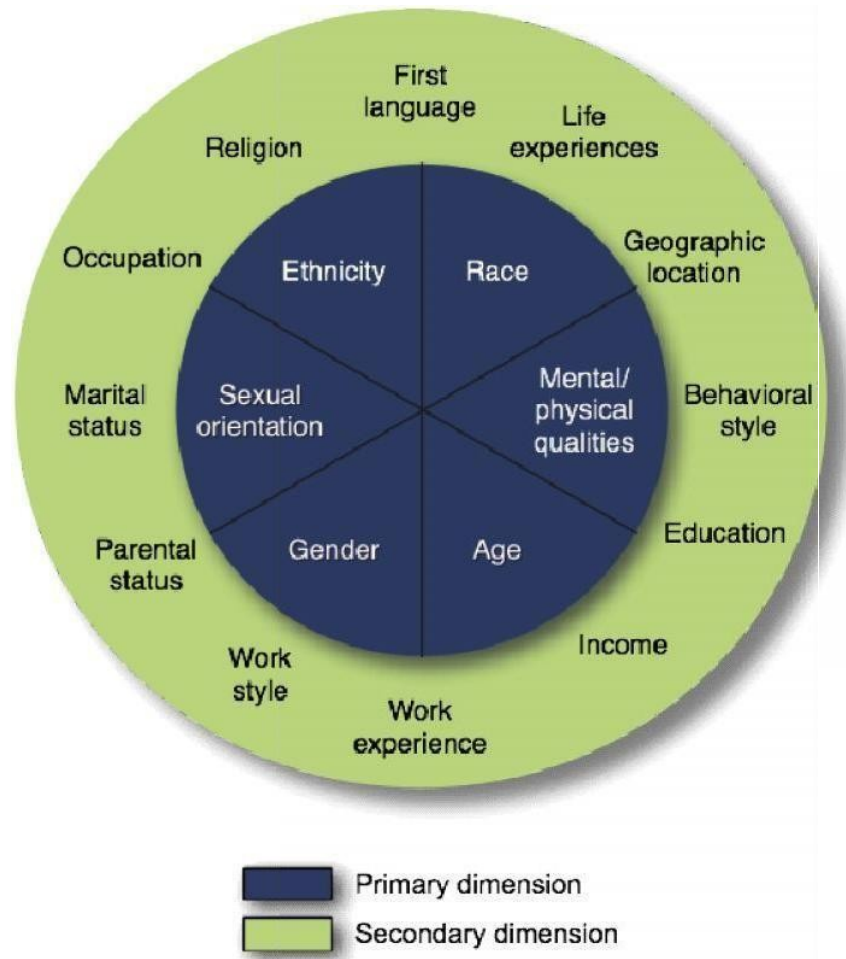 First
language
Life
experiences
Religion
Geographic
location
Occupation
Ethnicity
Race
Mental/
physical
qualities
Sexual
orientation
Marital
status
Behavioral
style
Parental
status
Gender
Age
Education
Income
Work
style
Work
experience
Primary dimension
Secondary dimension